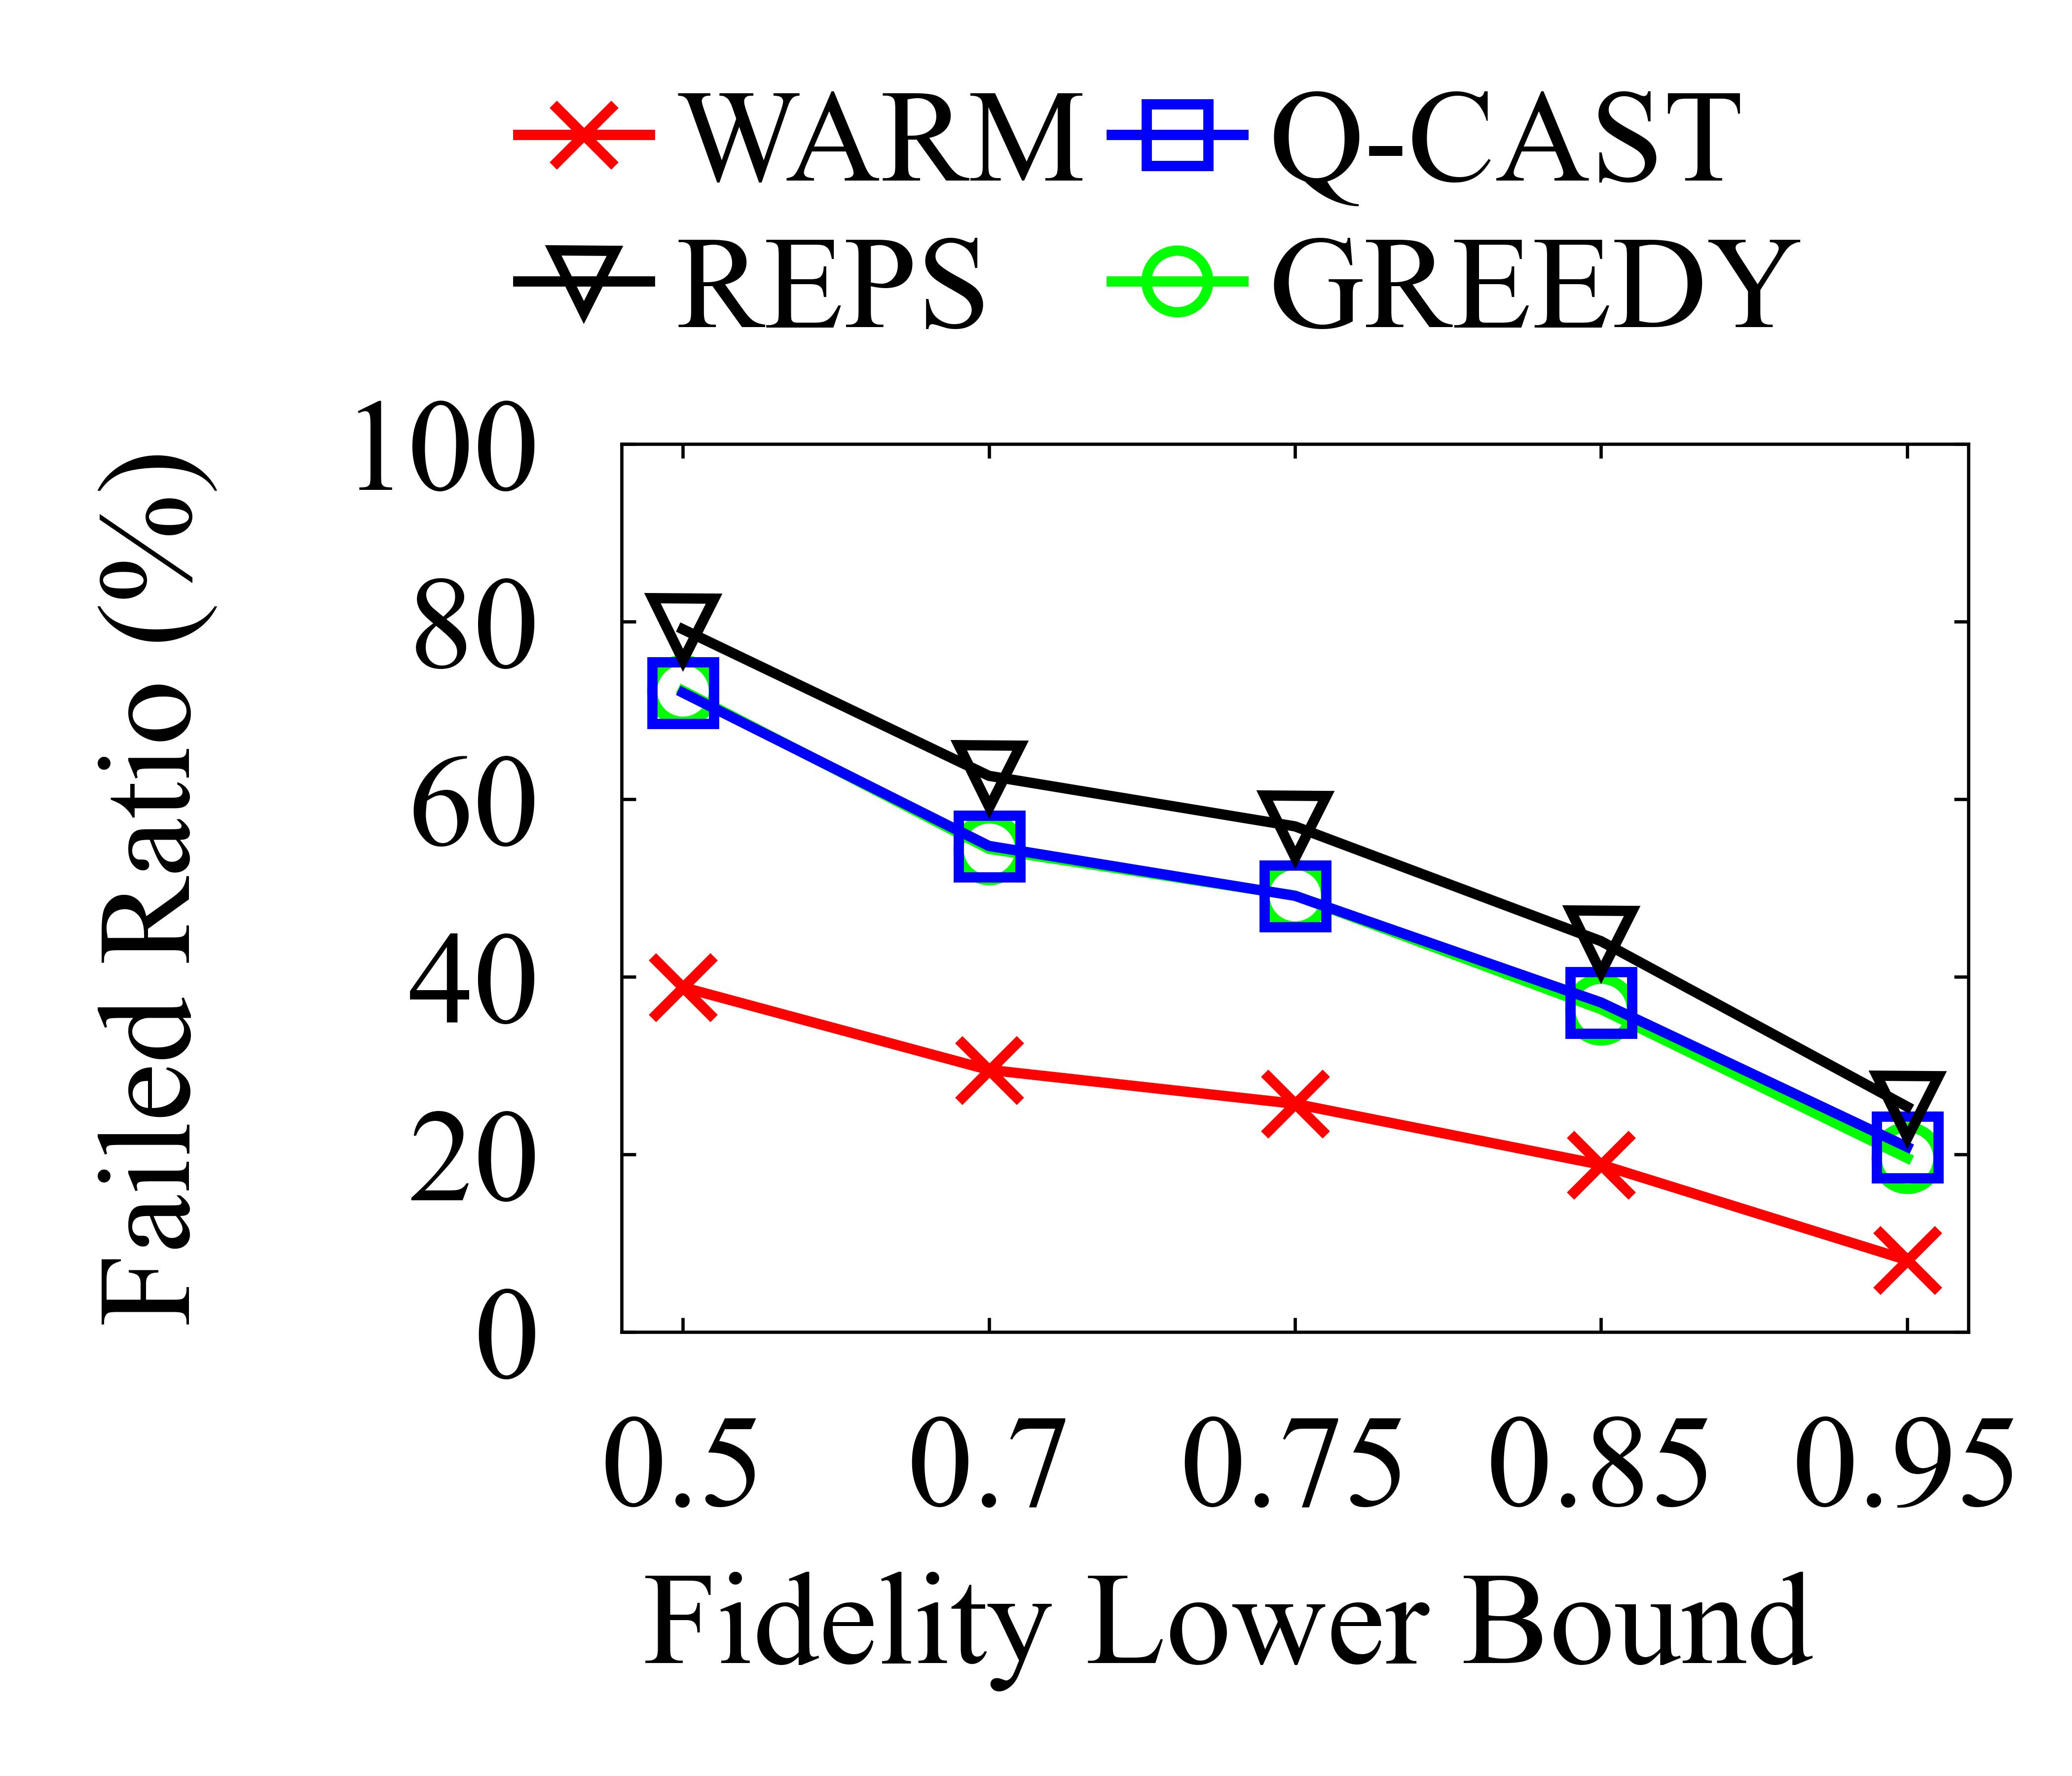 WARM Q-CAST
REPS GREEDY
Failed Ratio (%)
100
80
60
40
20
0
0.5 0.7 0.75 0.85 0.95
Fidelity Lower Bound